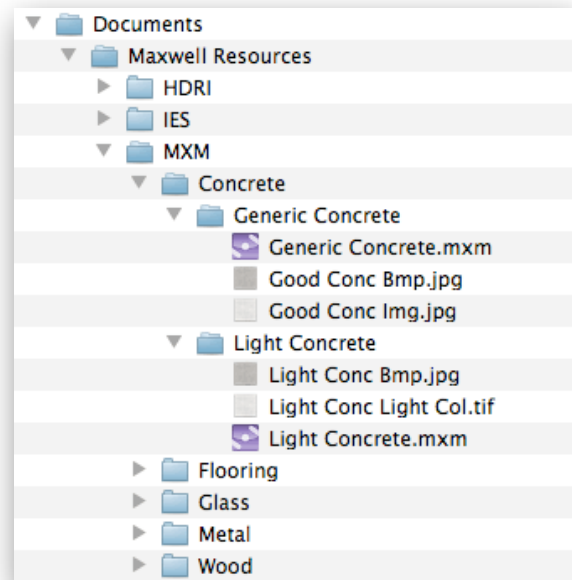 Documents
Maxwell Resources
HDRI
IES
MXM
Concrete
Generic Concrete
Generic Concrete.mxm
Good Conc Bmp.jpg
Good Conc Img.jpg
Light Concrete
Light Conc Bmp.jpg
Light Conc Light Col.tif
Light Concrete.mxm
Flooring
Glass
Metal
Wood